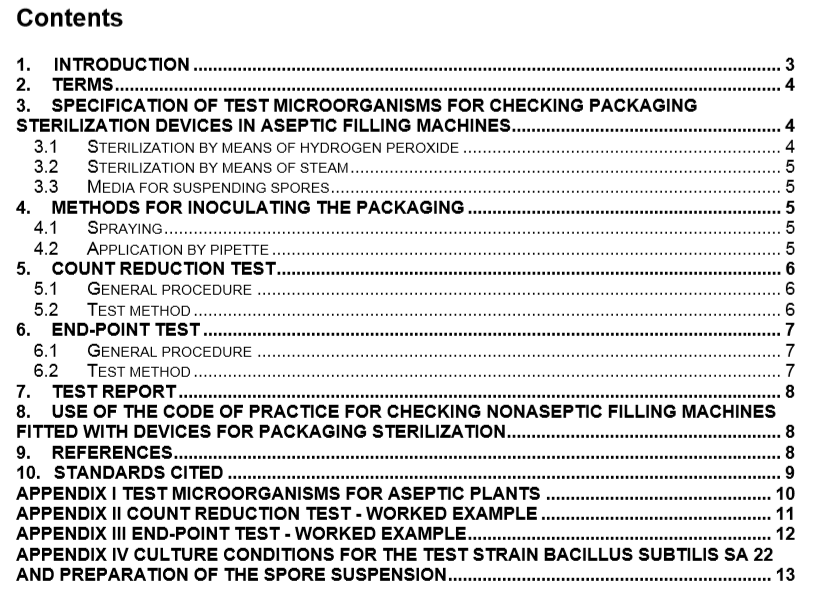 Contents
1. INTRODUCTION ........ 3
2. TERMS ........ 4
3. SPECIFICATION OF TEST MICROORGANISMS FOR CHECKING PACKAGING
STERILIZATION DEVICES IN ASEPTIC FILLING MACHINES ........ 4
3.1 STERILIZATION BY MEANS OF HYDROGEN PEROXIDE ........ 4
3.2 STERILIZATION BY MEANS OF STEAM ........ 5
3.3 MEDIA FOR SUSPENDING SPORES ........ 5
4. METHODS FOR INOCULATING THE PACKAGING ........ 5
4.1 SPRAYING ........ 5
4.2 APPLICATION BY PIPETTE ........ 5
5. COUNT REDUCTION TEST ........ 6
5.1 GENERAL PROCEDURE ........ 6
5.2 TEST METHOD ........ 6
6. END-POINT TEST ........ 7
6.1 GENERAL PROCEDURE ........ 7
6.2 TEST METHOD ........ 7
7. TEST REPORT ........ 8
8. USE OF THE CODE OF PRACTICE FOR CHECKING NONASEPTIC FILLING MACHINES
FITTED WITH DEVICES FOR PACKAGING STERILIZATION ........ 8
9. REFERENCES ........ 8
10. STANDARDS CITED ........ 9
APPENDIX I TEST MICROORGANISMS FOR ASEPTIC PLANTS ........ 10
APPENDIX II COUNT REDUCTION TEST - WORKED EXAMPLE ........ 11
APPENDIX III END-POINT TEST - WORKED EXAMPLE ........ 12
APPENDIX IV CULTURE CONDITIONS FOR THE TEST STRAIN BACILLUS SUBTILIS SA 22
AND PREPARATION OF THE SPORE SUSPENSION ........ 13